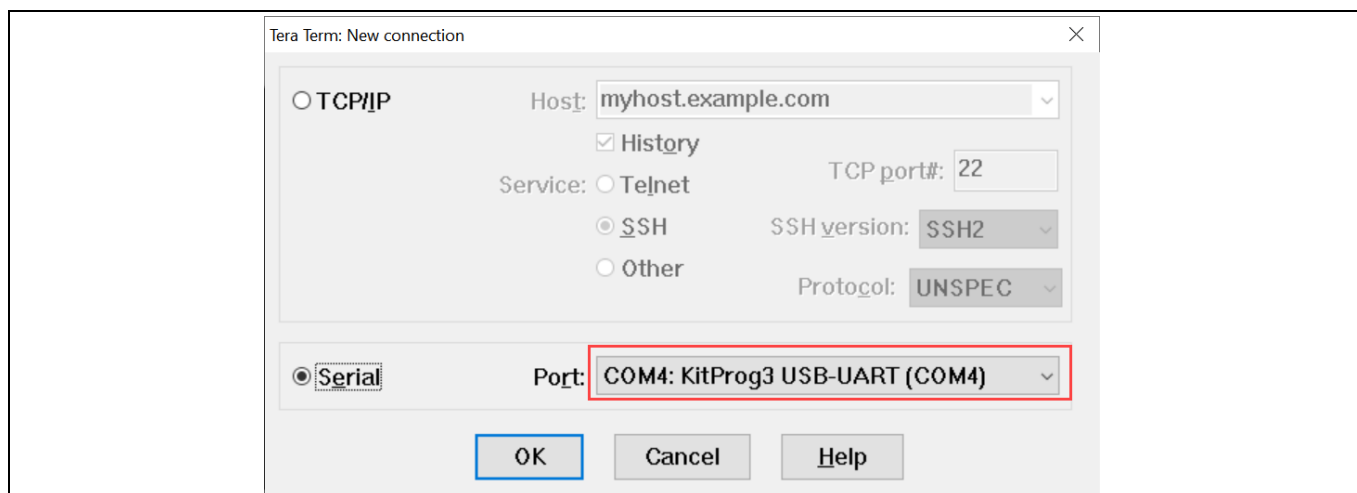 Tera Term: New connection
TCP/IP Host: myhost.example.com
History
Service: Telnet TCP port#: 22
SSH SSH version: SSH2
Other Protocol: UNSPEC
Serial Port: COM4: KitProg3 USB-UART (COM4)
OK Cancel Help